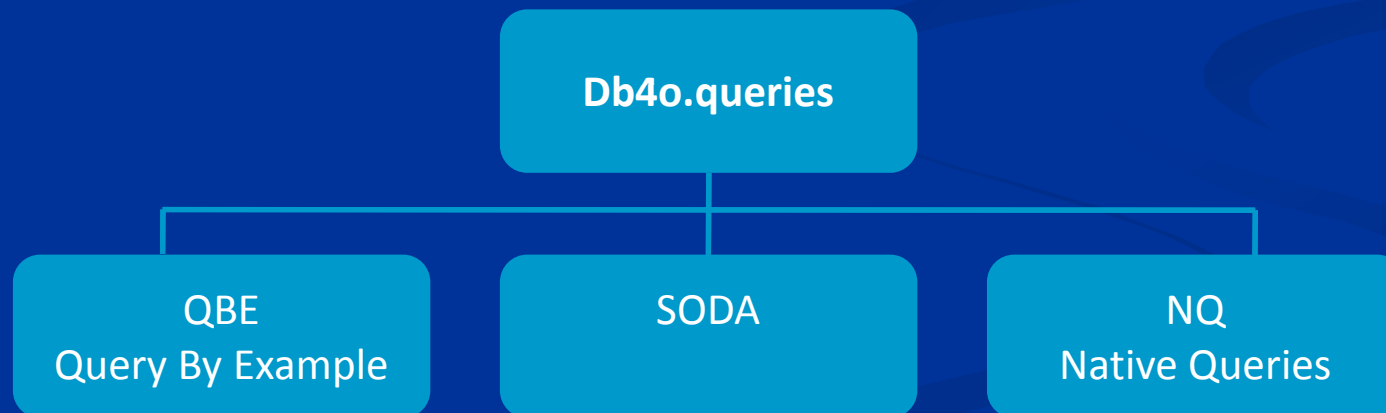 Db4o.queries
QBE
Query By Example
SODA
NQ
Native Queries